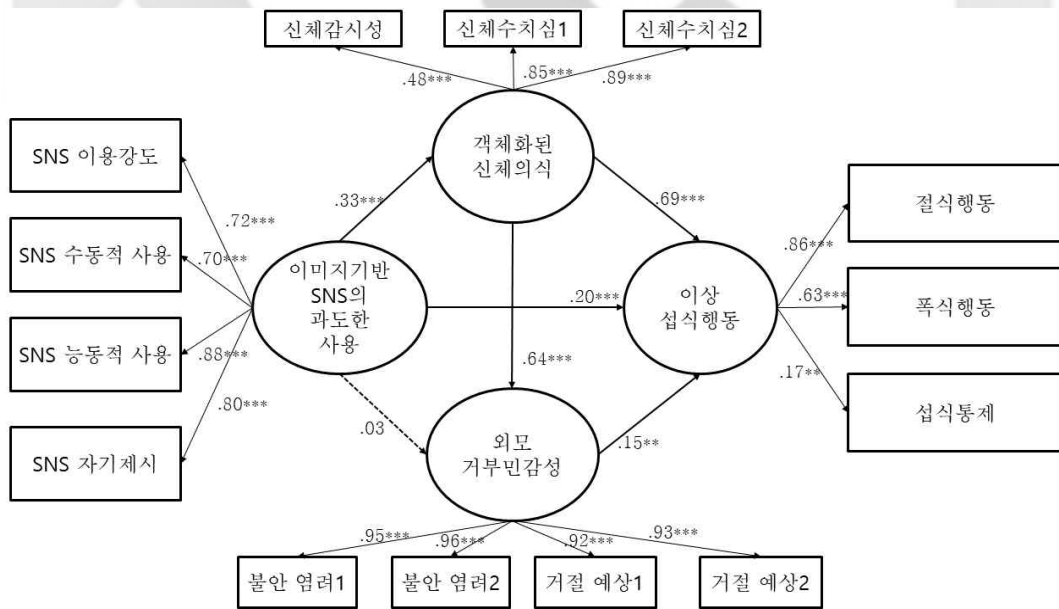 신체감시성
신체수치심1
신체수치심2
.48***
.85***
.89***
객체화된
신체의식
SNS 이용강도
SNS 수동적 사용
SNS 능동적 사용
SNS 자기제시
.72***
.70***
.88***
.80***
이미지기반
SNS의
과도한
사용
.33***
.69***
.20***
.64***
.03
.15**
이상
섭식행동
.86***
.63***
.17**
절식행동
폭식행동
섭식통제
외모
거부민감성
.95***
.96***
.92***
.93***
불안 염려1
불안 염려2
거절 예상1
거절 예상2